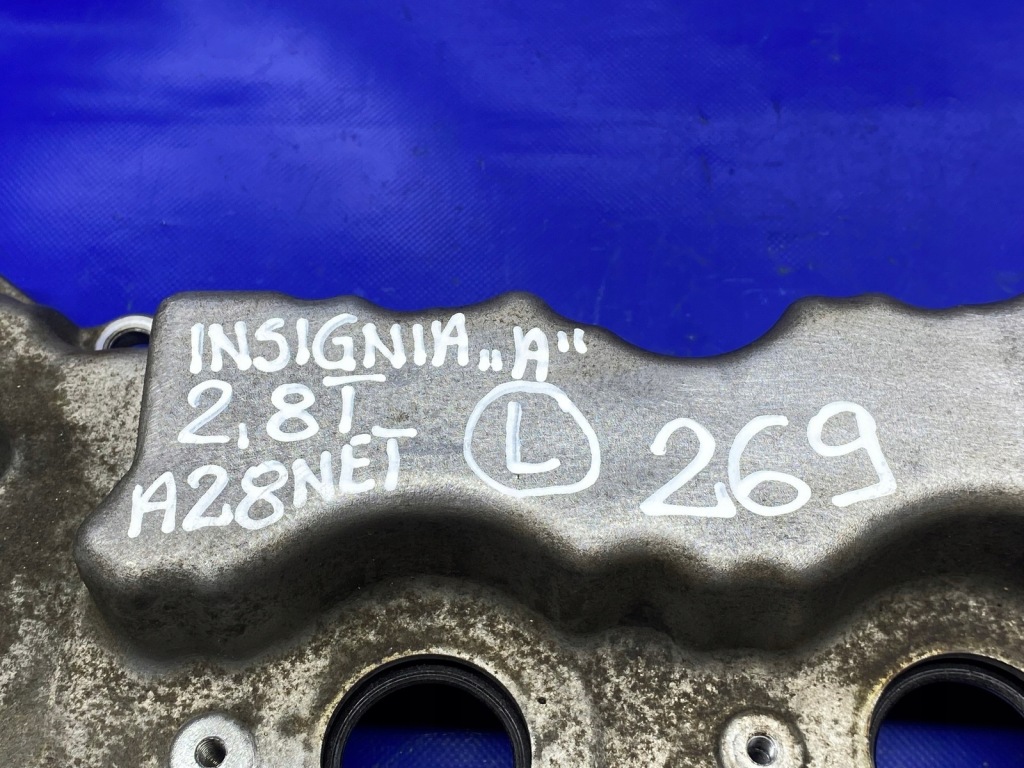 INSIGNIA „A“
2,8T
A28NET
L
269